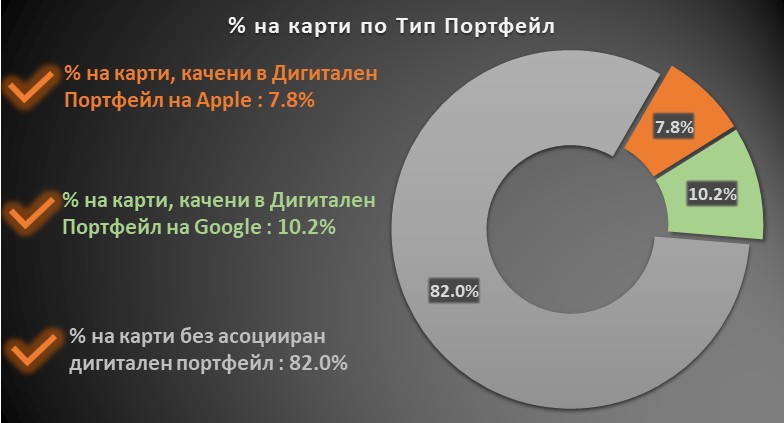 % на карти по Тип Портфейл
% на карти, качени в Дигитален
Портфейл на Apple : 7.8%
% на карти, качени в Дигитален
Портфейл на Google : 10.2%
% на карти без асоцииран
дигитален портфейл : 82.0%
7.8%
10.2%
82.0%